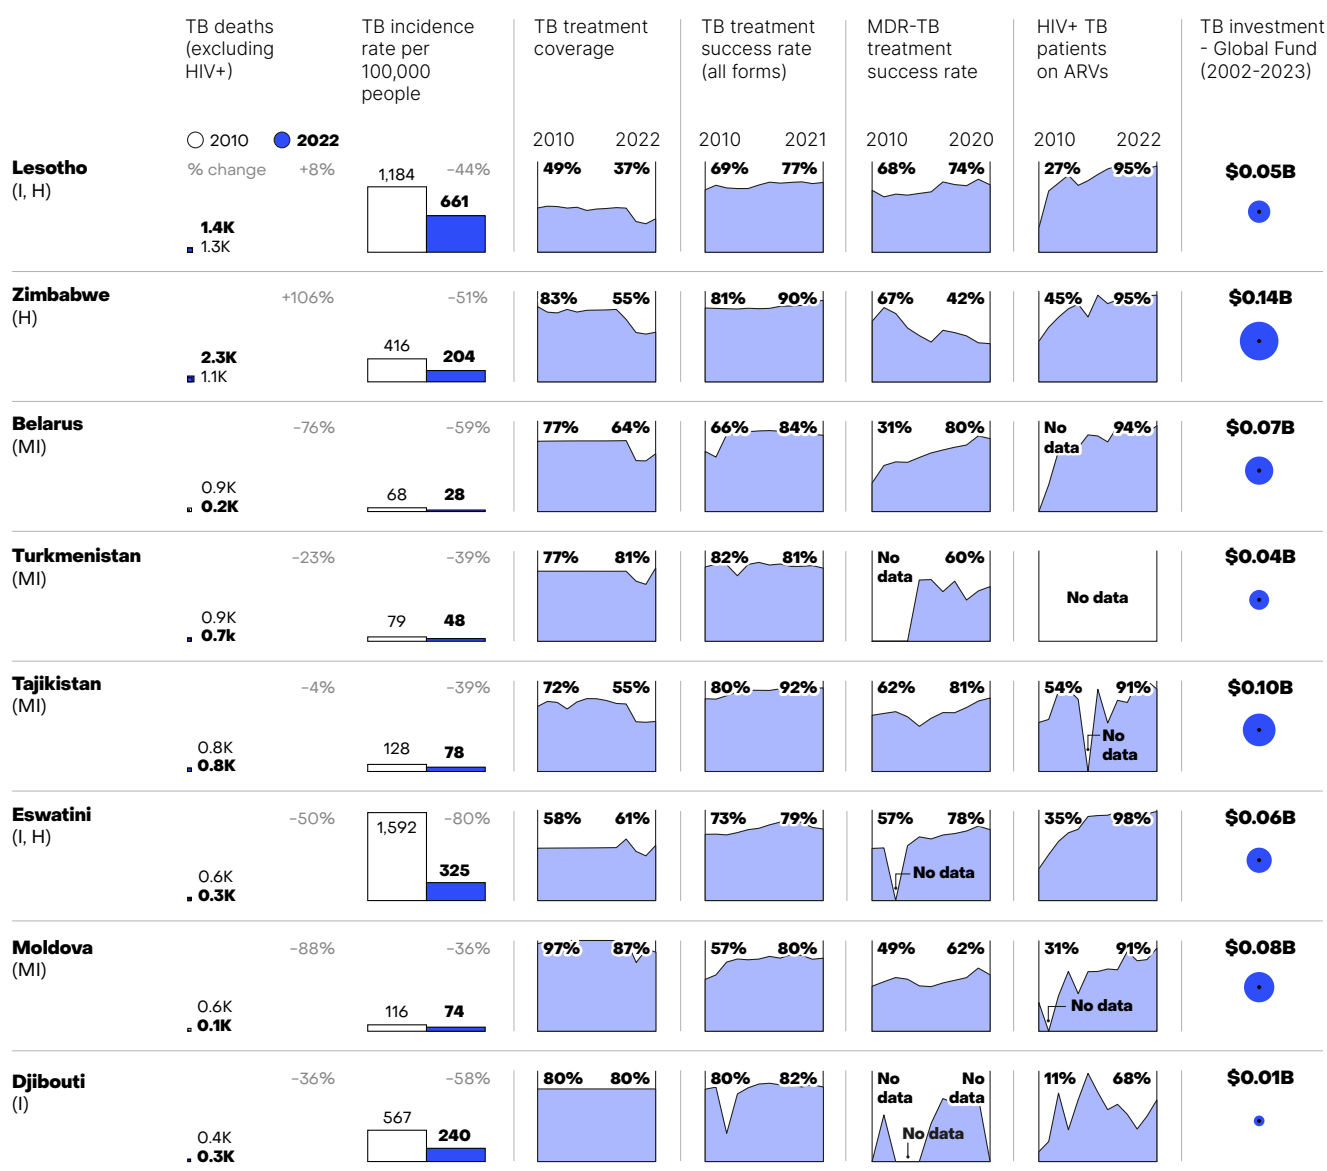 TB deaths
(excluding
HIV+)
TB incidence
rate per
100,000
people
TB treatment
coverage
TB treatment
success rate
(all forms)
MDR-TB
treatment
success rate
HIV+ TB
patients
on ARVs
TB investment
- Global Fund
(2002-2023)
2010 2022
2010 2022
2010 2021
2010 2020
2010 2022
Lesotho
(I, H)
% change +8%
1.4K
1.3K
1,184 -44%
661
49% 37%
69% 77%
68% 74%
27% 95%
$0.05B
Zimbabwe
(H)
+106%
2.3K
1.1K
-51%
416 204
83% 55%
81% 90%
67% 42%
45% 95%
$0.14B
Belarus
(MI)
-76%
0.9K
0.2K
-59%
68 28
77% 64%
66% 84%
31% 80%
No
data
94%
$0.07B
Turkmenistan
(MI)
-23%
0.9K
0.7k
-39%
79 48
77% 81%
82% 81%
No
data
60%
No data
$0.04B
Tajikistan
(MI)
-4%
0.8K
0.8K
-39%
128 78
72% 55%
80% 92%
62% 81%
54% 91%
No
data
$0.10B
Eswatini
(I, H)
-50%
0.6K
0.3K
-80%
1,592
325
58% 61%
73% 79%
57% 78%
No data
35% 98%
$0.06B
Moldova
(MI)
-88%
0.6K
0.1K
-36%
116 74
97% 87%
57% 80%
49% 62%
31% 91%
No data
$0.08B
Djibouti
(I)
-36%
0.4K
0.3K
-58%
567
240
80% 80%
80% 82%
No
data
No
data
No data
11% 68%
$0.01B